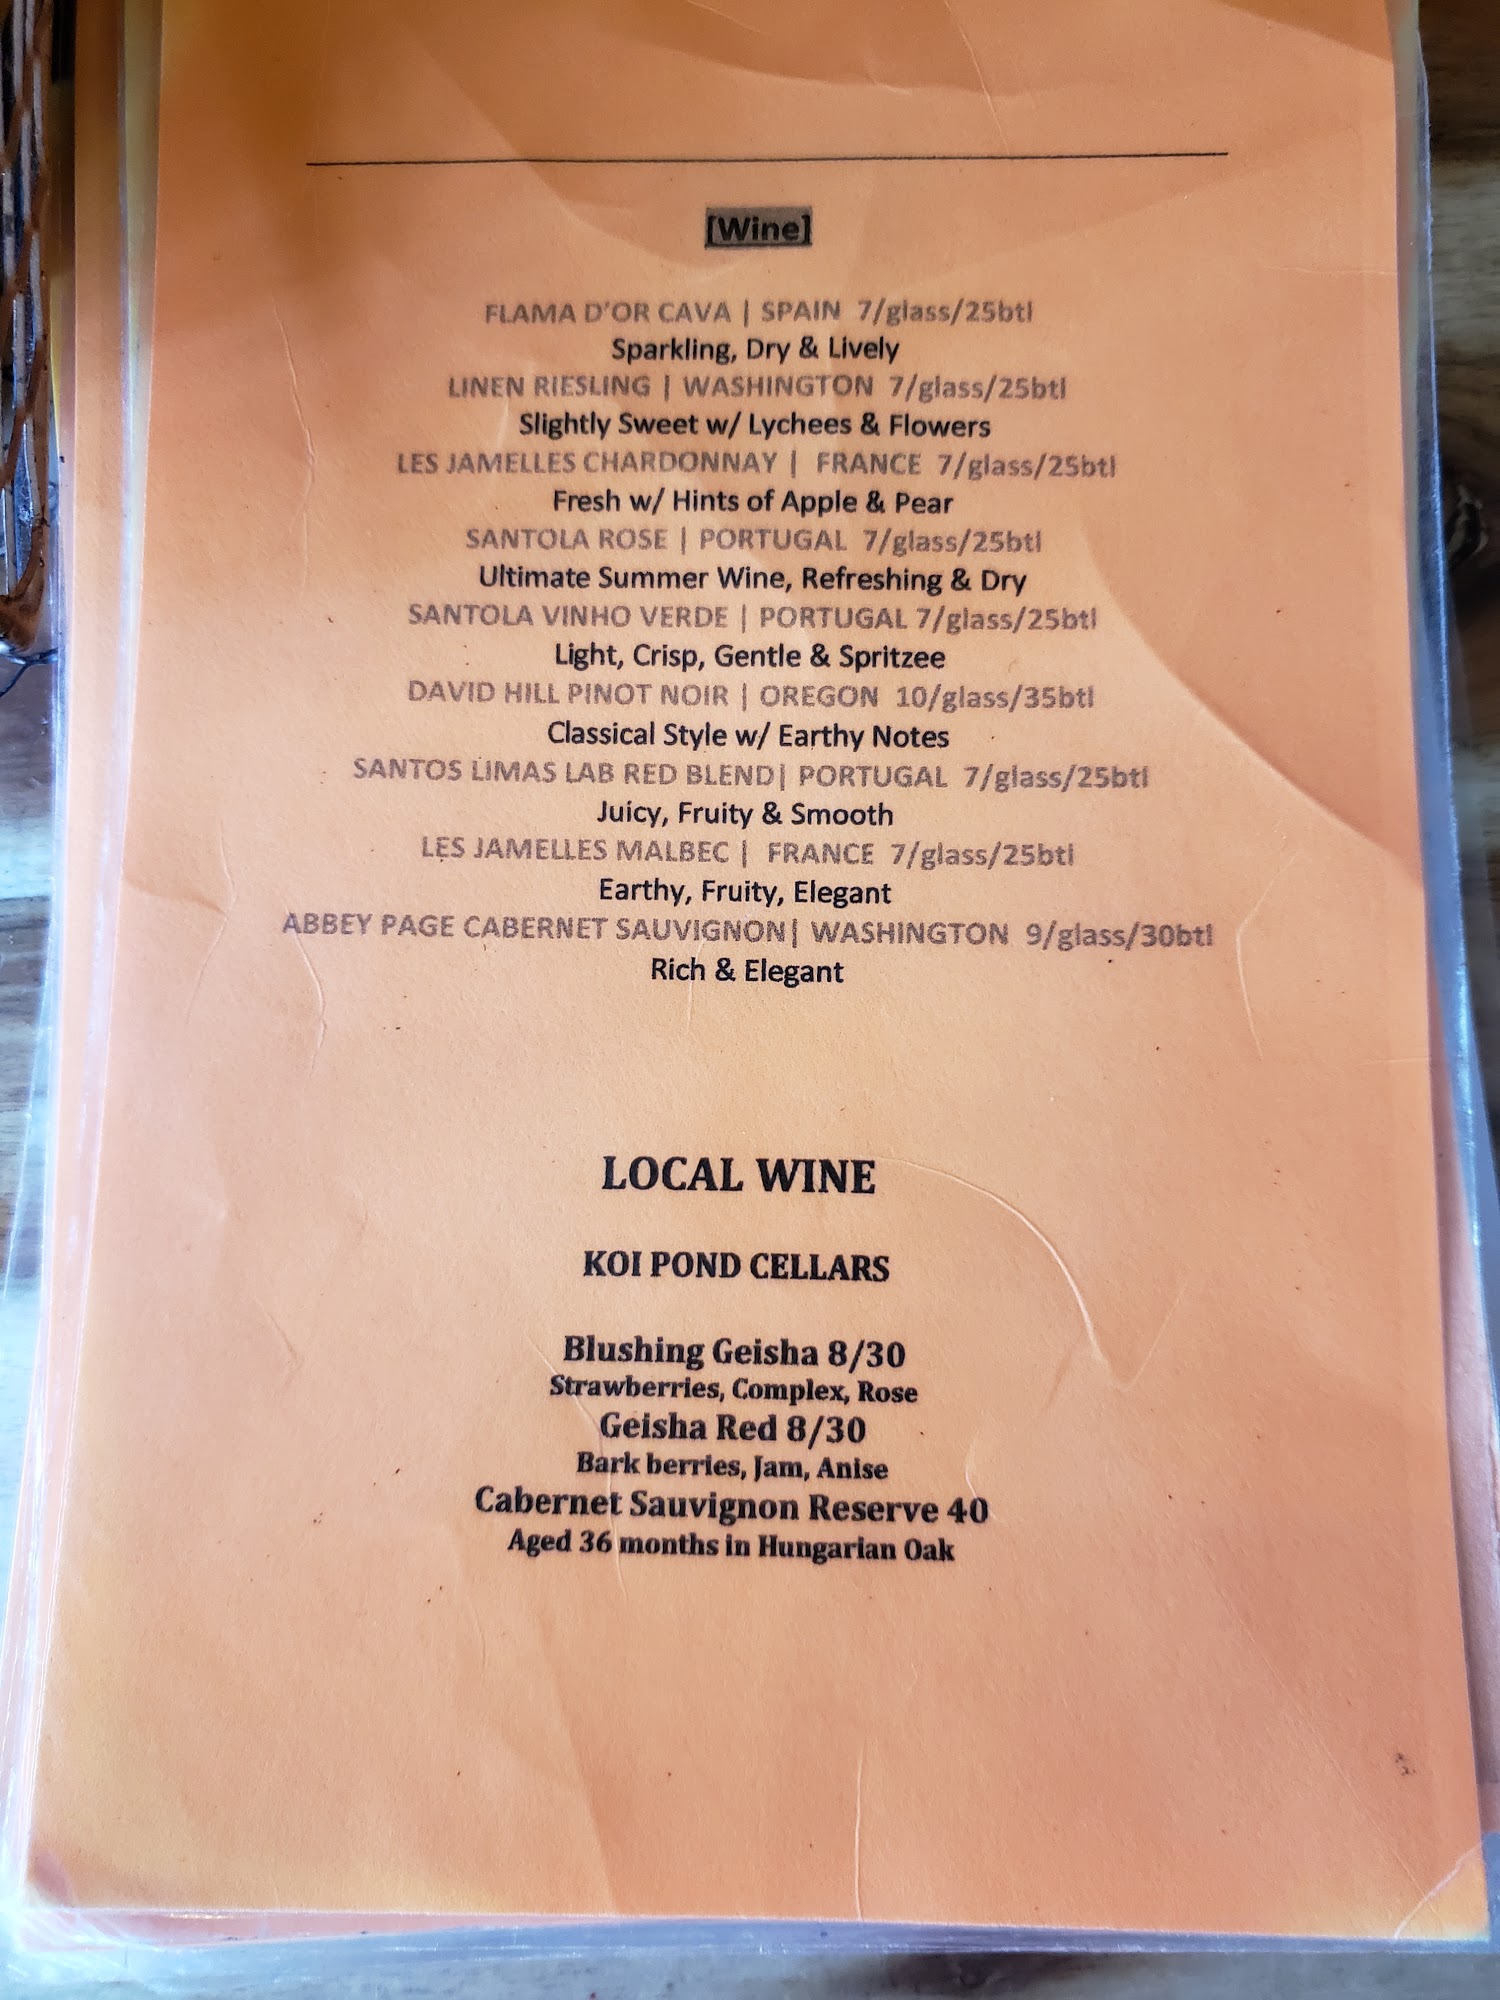 [Wine]
FLAMA D'OR CAVA | SPAIN 7/glass/25btl
Sparkling, Dry & Lively
LINEN RIESLING | WASHINGTON 7/glass/25btl
Slightly Sweet w/ Lychees & Flowers
LES JAMELLES CHARDONNAY | FRANCE 7/glass/25btl
Fresh w/ Hints of Apple & Pear
SANTOLA ROSE | PORTUGAL 7/glass/25btl
Ultimate Summer Wine, Refreshing & Dry
SANTOLA VINHO VERDE | PORTUGAL 7/glass/25btl
Light, Crisp, Gentle & Spritzee
DAVID HILL PINOT NOIR | OREGON 10/glass/35btl
Classical Style w/ Earthy Notes
SANTOS LIMAS LAB RED BLEND| PORTUGAL 7/glass/25btl
Juicy, Fruity & Smooth
LES JAMELLES MALBEC | FRANCE 7/glass/25btl
Earthy, Fruity, Elegant
ABBEY PAGE CABERNET SAUVIGNON| WASHINGTON 9/glass/30btl
Rich & Elegant
LOCAL WINE
KOI POND CELLARS
Blushing Geisha 8/30
Strawberries, Complex, Rose
Geisha Red 8/30
Bark berries, Jam, Anise
Cabernet Sauvignon Reserve 40
Aged 36 months in Hungarian Oak